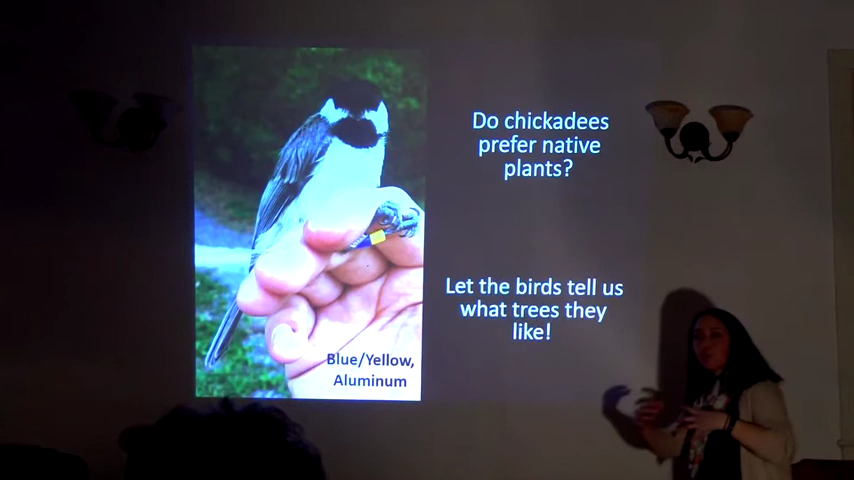 Do chickadees
prefer native
plants?
Let the birds tell us
what trees they
like!
Blue/Yellow,
Aluminum